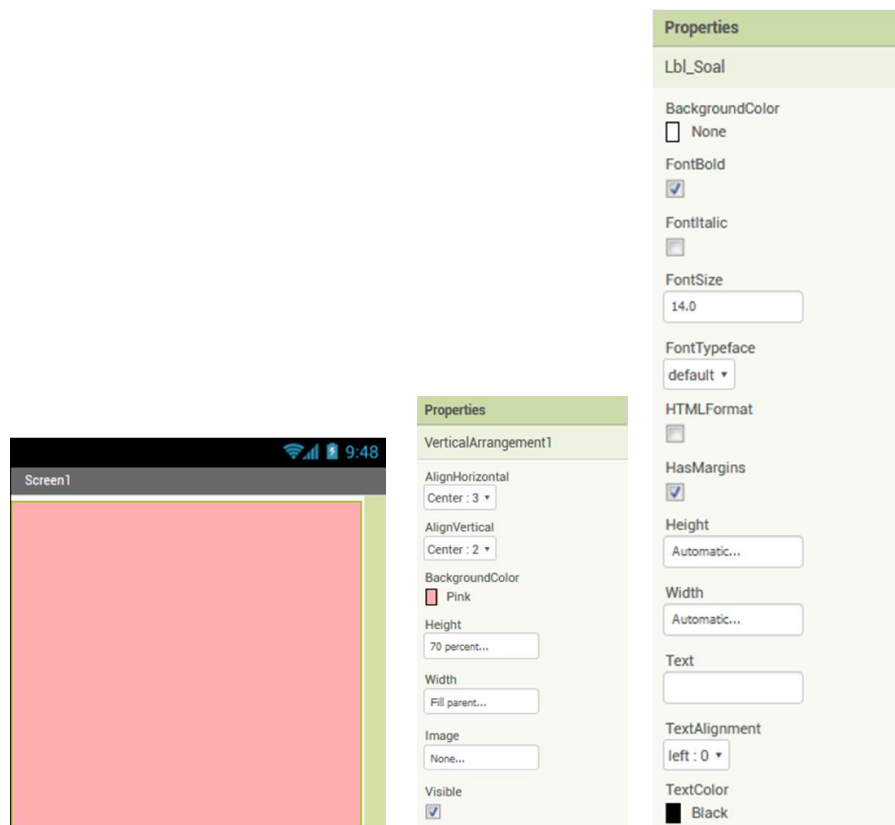 9:48
Screen1
Properties
VerticalArrangement1
AlignHorizontal
Center : 3
AlignVertical
Center : 2
BackgroundColor
Pink
Height
70 percent...
Width
Fill parent...
Image
None...
Visible
Properties
Lbl_Soal
BackgroundColor
None
FontBold
FontItalic
FontSize
14.0
FontTypeface
default
HTMLFormat
HasMargins
Height
Automatic...
Width
Automatic...
Text
TextAlignment
left : 0
TextColor
Black